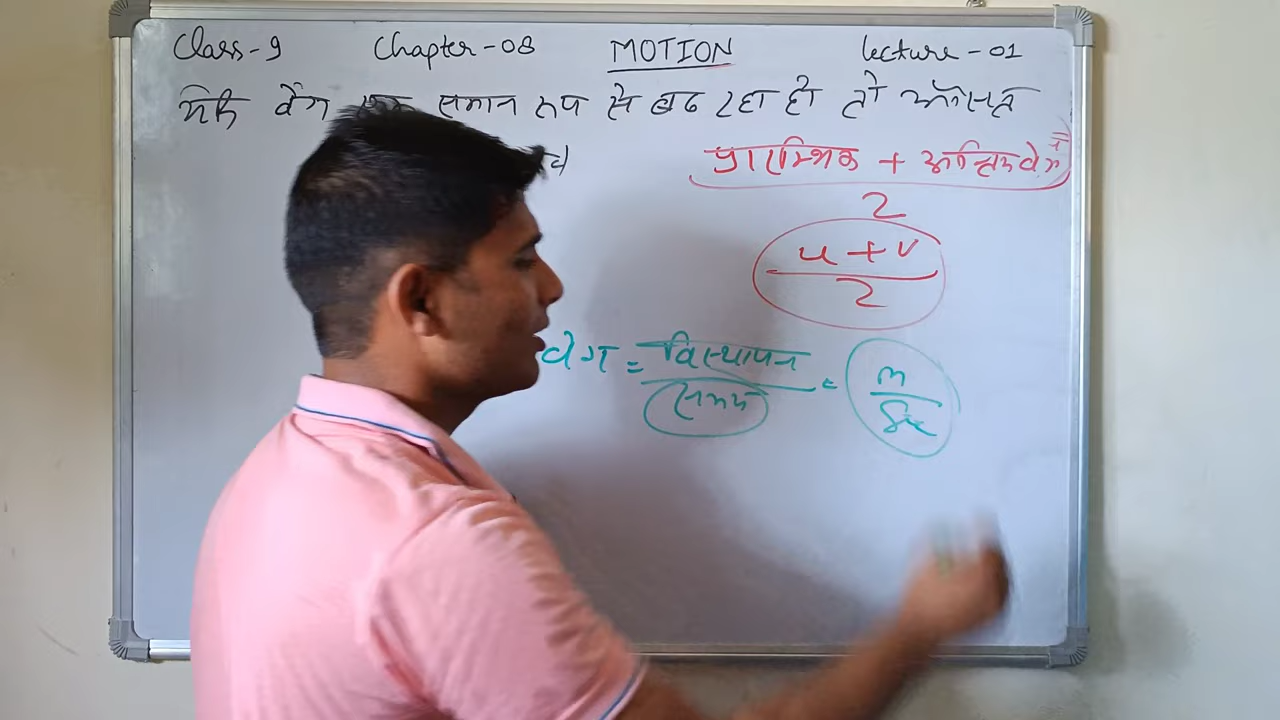 Class-9 Chapter-08 MOTION Lecture-01
यदि वेग एक समान रूप से बढ रहा हो तो औसत
प्रारम्भिक + अन्तिम वेग
2
u + v
2
वेग = विस्थापन = m
समय Sec